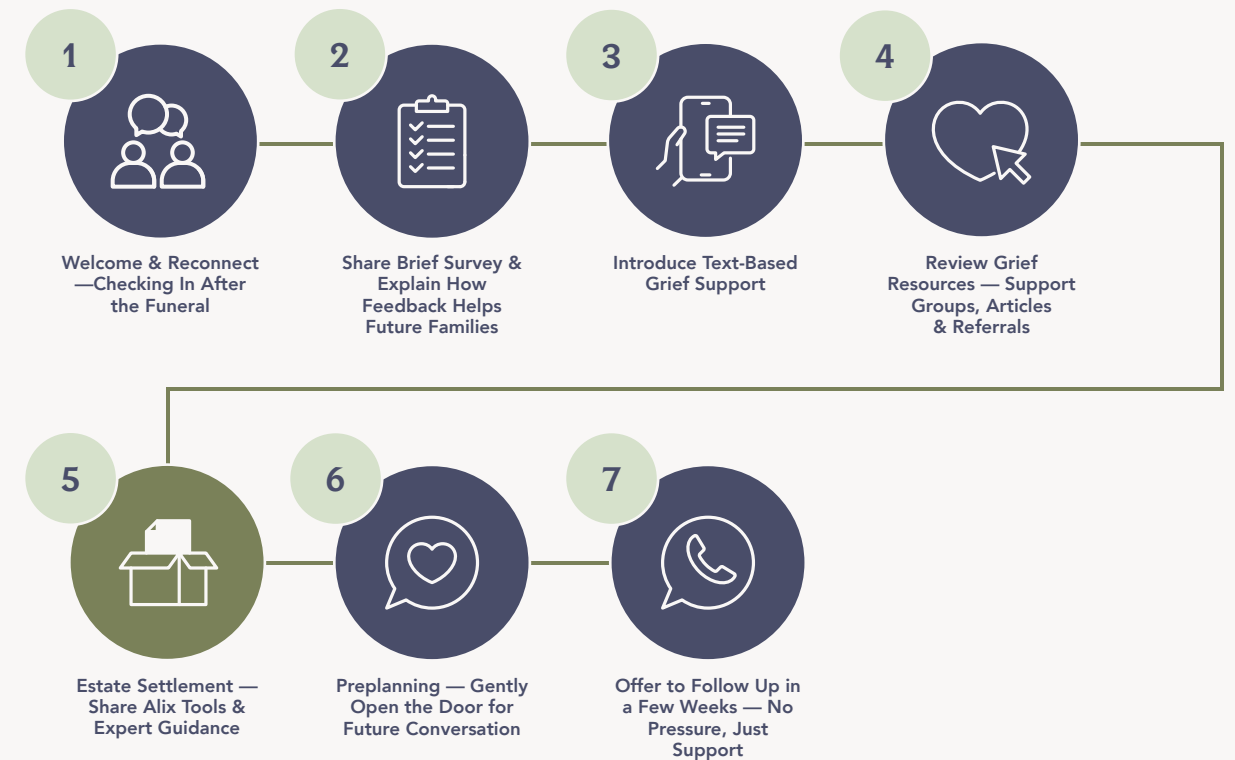 1
Welcome & Reconnect
—Checking In After
the Funeral
2
Share Brief Survey &
Explain How
Feedback Helps
Future Families
3
Introduce Text-Based
Grief Support
4
Review Grief
Resources — Support
Groups, Articles
& Referrals
5
Estate Settlement —
Share Alix Tools &
Expert Guidance
6
Preplanning — Gently
Open the Door for
Future Conversation
7
Offer to Follow Up in
a Few Weeks — No
Pressure, Just
Support